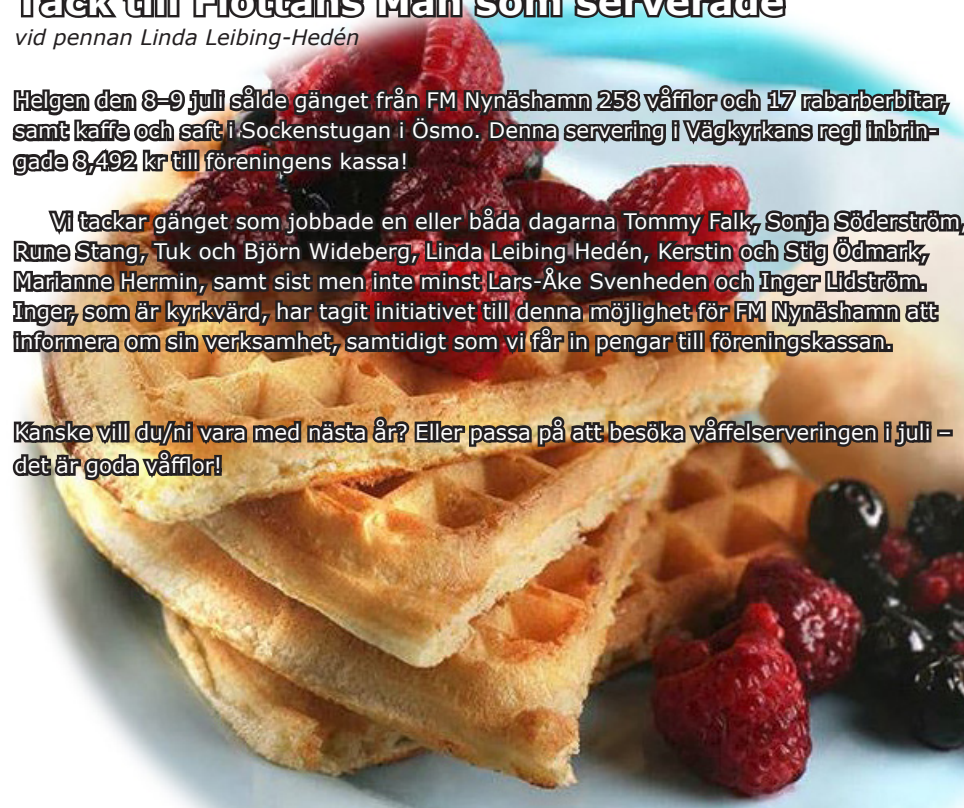 Tack till Flottans Män som serverade
vid pennan Linda Leibing-Hedén
Helgen den 8–9 juli sålde gänget från FM Nynäshamn 258 våfflor och 17 rabarberbitar,
samt kaffe och saft i Sockenstugan i Ösmo. Denna servering i Vägkyrkans regi inbrin-
gade 8,492 kr till föreningens kassa!
Vi tackar gänget som jobbade en eller båda dagarna Tommy Falk, Sonja Söderström,
Rune Stang, Tuk och Björn Wideberg, Linda Leibing Hedén, Kerstin och Stig Ödmark,
Marianne Hermin, samt sist men inte minst Lars-Åke Svenheden och Inger Lidström.
Inger, som är kyrkvärd, har tagit initiativet till denna möjlighet för FM Nynäshamn att
informera om sin verksamhet, samtidigt som vi får in pengar till föreningskassan.
Kanske vill du/ni vara med nästa år? Eller passa på att besöka våffelserveringen i juli –
det är goda våfflor!